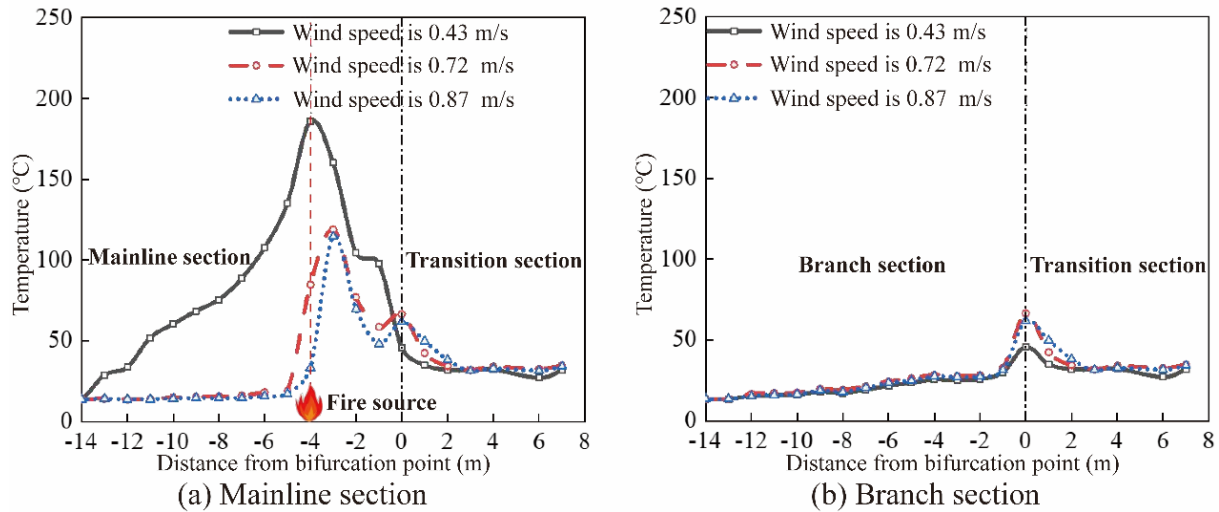 250
200
150
100
50
0
Temperature (°C)
Wind speed is 0.43 m/s
Wind speed is 0.72 m/s
Wind speed is 0.87 m/s
Mainline section
Transition section
Fire source
-14 -12 -10 -8 -6 -4 -2 0 2 4 6 8
Distance from bifurcation point (m)
(a) Mainline section
250
200
150
100
50
0
Temperature (°C)
Wind speed is 0.43 m/s
Wind speed is 0.72 m/s
Wind speed is 0.87 m/s
Branch section
Transition section
-14 -12 -10 -8 -6 -4 -2 0 2 4 6 8
Distance from bifurcation point (m)
(b) Branch section